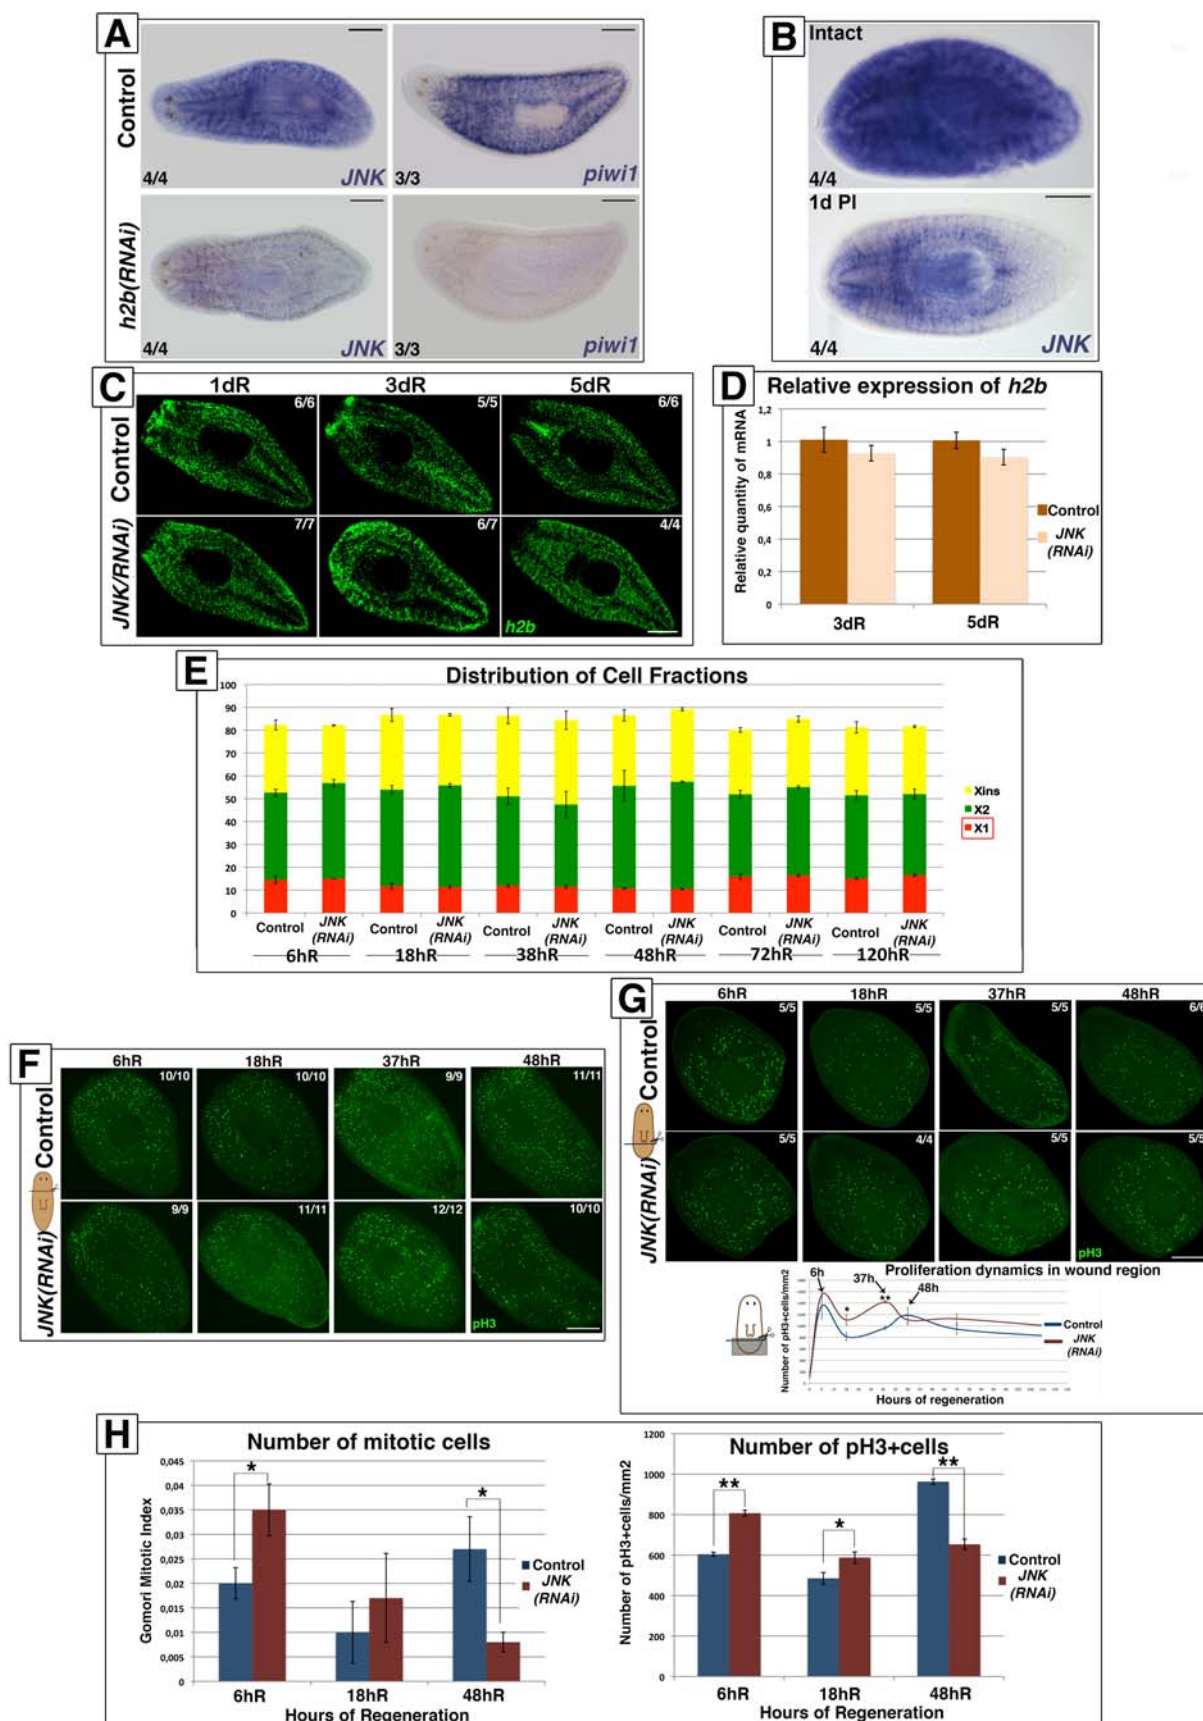 A
Control
4/4
JNK
3/3
piwi1
h2b(RNAi)
4/4
JNK
3/3
piwi1
B
Intact
4/4
1d PI
4/4
JNK
C
1dR
3dR
5dR
Control
6/6
5/5
6/6
JNK/RNAi)
7/7
6/7
4/4
h2b
D
Relative expression of h2b
Relative quantity of mRNA
1,2
1
0,8
0,6
0,4
0,2
0
3dR
5dR
Control
JNK
(RNAi)
E
Distribution of Cell Fractions
100
90
80
70
60
50
40
30
20
10
0
Xins
X2
X1
Control
JNK
(RNAi)
Control
JNK
(RNAi)
Control
JNK
(RNAi)
Control
JNK
(RNAi)
Control
JNK
(RNAi)
Control
JNK
(RNAi)
6hR
18hR
38hR
48hR
72hR
120hR
F
6hR
18hR
37hR
48hR
Control
10/10
10/10
9/9
11/11
JNK(RNAi)
9/9
11/11
12/12
10/10
pH3
G
6hR
18hR
37hR
48hR
Control
5/5
5/5
5/5
6/6
JNK(RNAi)
5/5
4/4
5/5
5/5
pH3
Proliferation dynamics in wound region
Number of pH3+cells/mm2
6h
37h
48h
*
**
Control
JNK
(RNAi)
Hours of regeneration
H
Number of mitotic cells
Gomori Mitotic Index
0,045
0,04
0,035
0,03
0,025
0,02
0,015
0,01
0,005
0
*
*
6hR
18hR
48hR
Hours of Regeneration
Control
JNK
(RNAi)
Number of pH3+cells
Number of pH3+cells/mm2
1200
1000
800
600
400
200
0
**
*
**
6hR
18hR
48hR
Hours of Regeneration
Control
JNK
(RNAi)